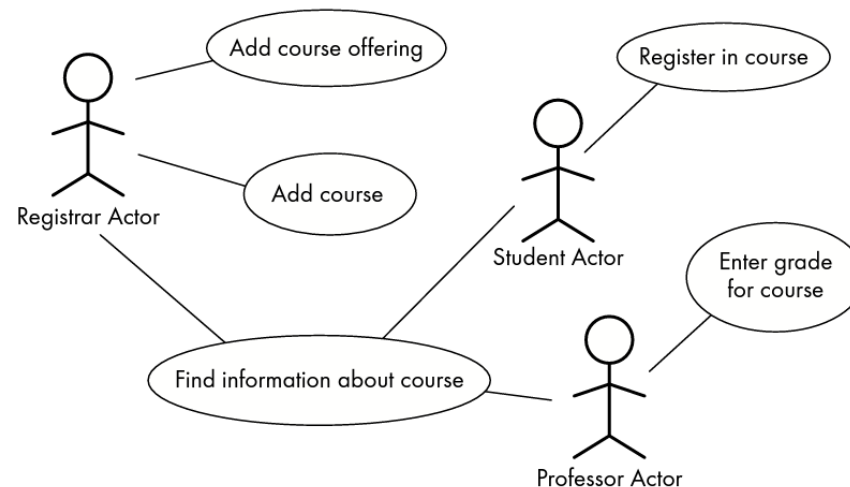 Add course offering
Register in course
Add course
Registrar Actor
Student Actor
Enter grade
for course
Find information about course
Professor Actor